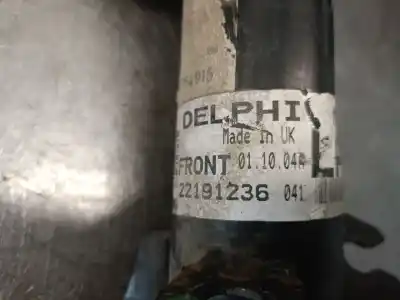 DELPHI
Made In UK
FRONT 01.10.04
22191236 041